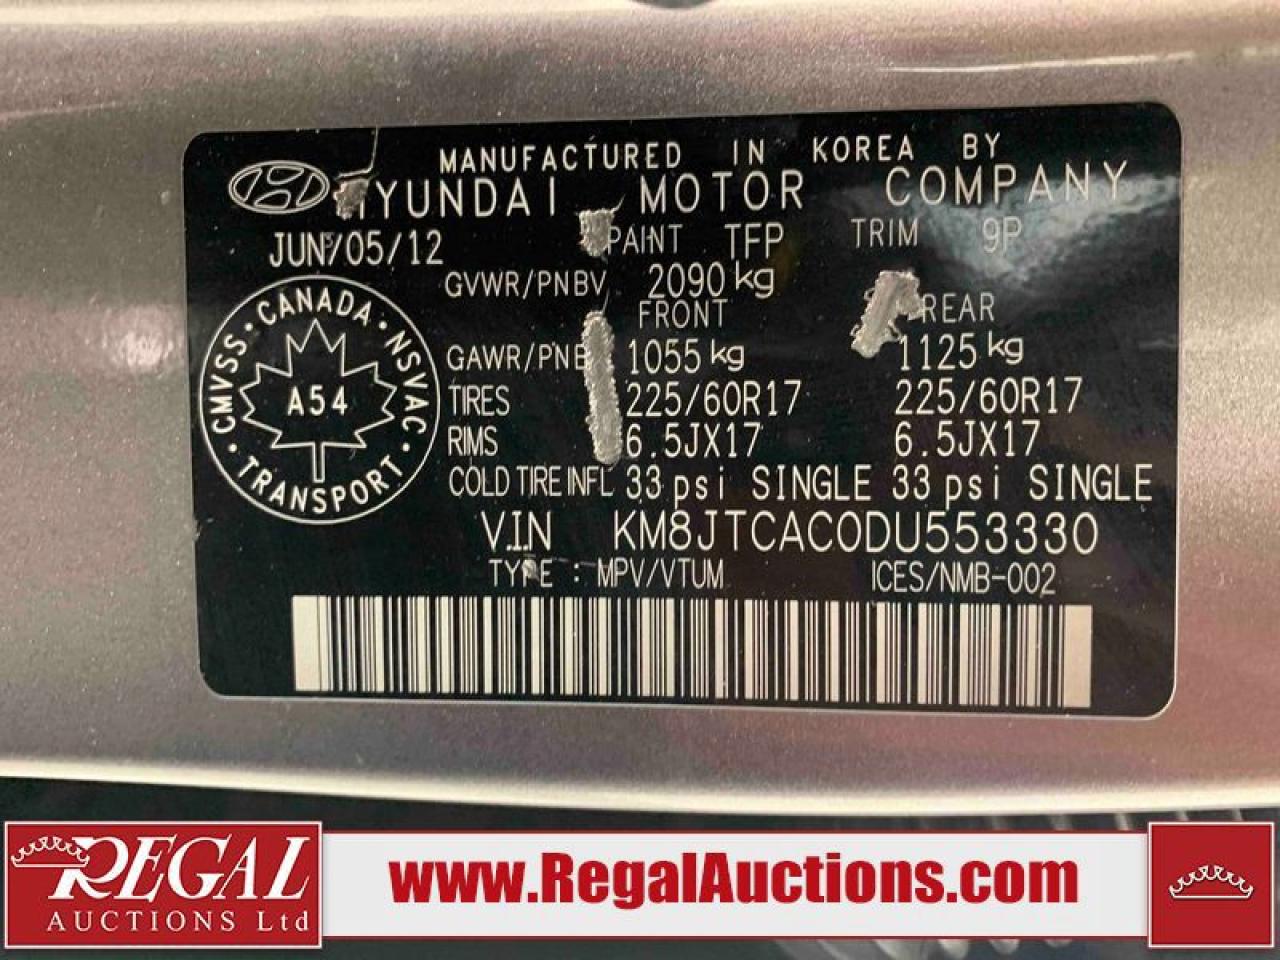 MANUFACTURED IN KOREA BY
HYUNDAI MOTOR COMPANY
JUN/05/12 PAINT TFP TRIM 9P
GVWR/PNBV 2090 kg
FRONT REAR
GAWR/PNB 1055 kg 1125 kg
TIRES 225/60R17 225/60R17
RIMS 6.5JX17 6.5JX17
COLD TIRE INFL 33 psi SINGLE 33 psi SINGLE
V.I.N KM8JTCAC0DU553330
TYPE : MPV/VTUM ICES/NMB-002
CANADA · NSVAC · TRANSPORT · CMVSS ·
A54
REGAL
AUCTIONS Ltd
www.RegalAuctions.com